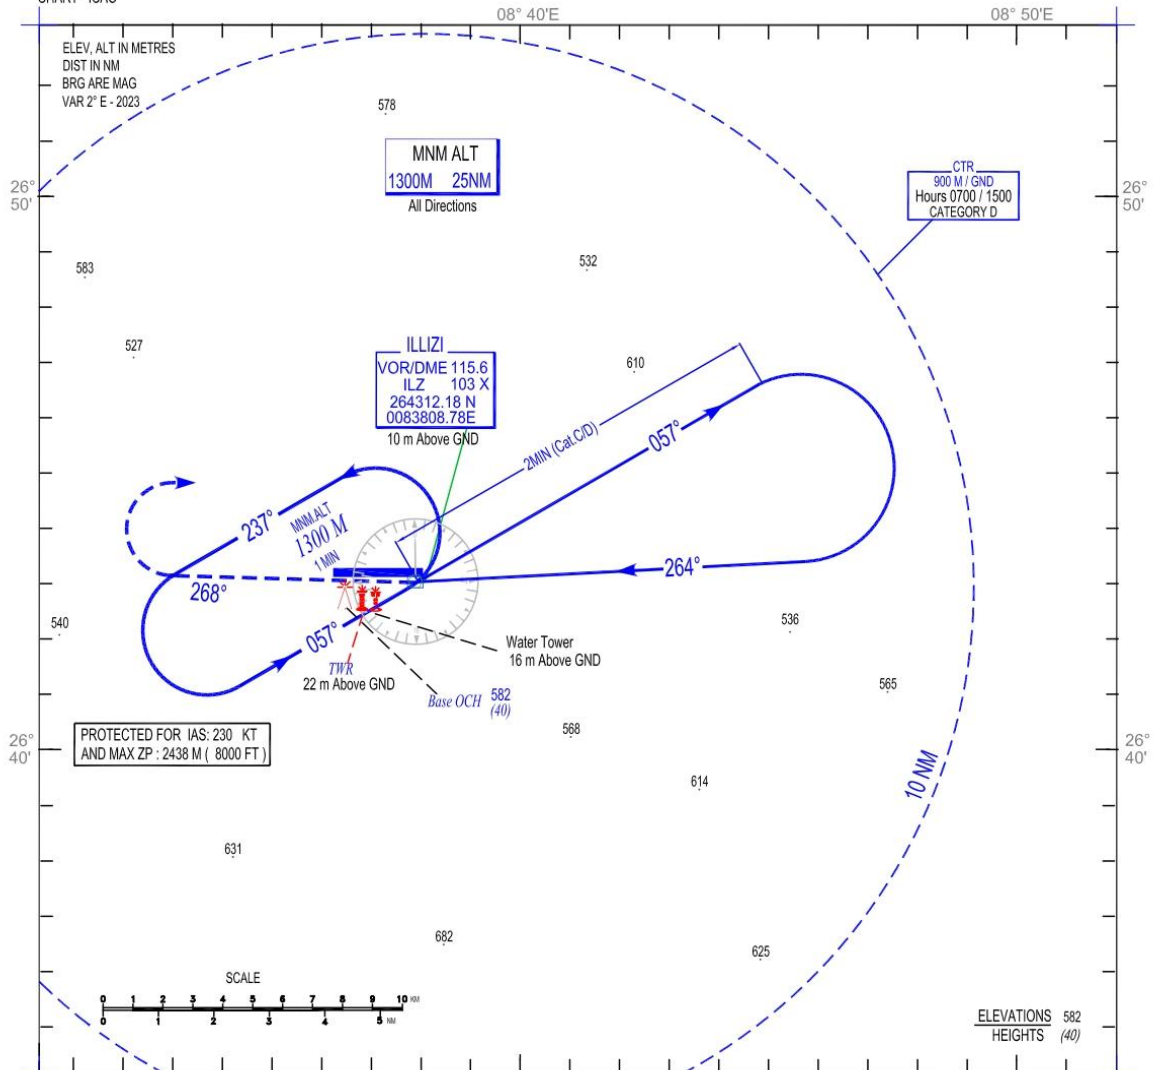 CHART - ICAO
08° 40'E
08° 50'E
ELEV, ALT IN METRES
DIST IN NM
BRG ARE MAG
VAR 2° E - 2023
578
MNM ALT
1300M 25NM
All Directions
CTR
900 M / GND
Hours 0700 / 1500
CATEGORY D
26°
50'
26°
50'
583
532
527
610
ILLIZI
VOR/DME 115.6
ILZ 103 X
264312.18 N
0083808.78E
10 m Above GND
2MIN (Cat.C/D)
057°
237°
MNM.ALT
1300 M
1 MIN
264°
268°
057°
540
536
Water Tower
16 m Above GND
TWR
22 m Above GND
Base OCH 582
(40)
565
568
PROTECTED FOR IAS: 230 KT
AND MAX ZP : 2438 M ( 8000 FT )
26°
40'
26°
40'
10 NM
614
631
682
625
SCALE
0 1 2 3 4 5 6 7 8 9 10 KM
0 1 2 3 4 5 NM
ELEVATIONS 582
HEIGHTS (40)